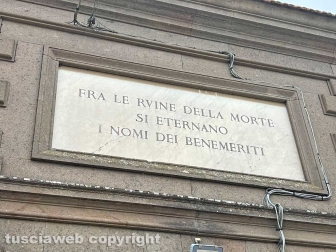 FRA LE RVINE DELLA MORTE
SI ETERNANO
I NOMI DEI BENEMERITI
tusciaweb copyright